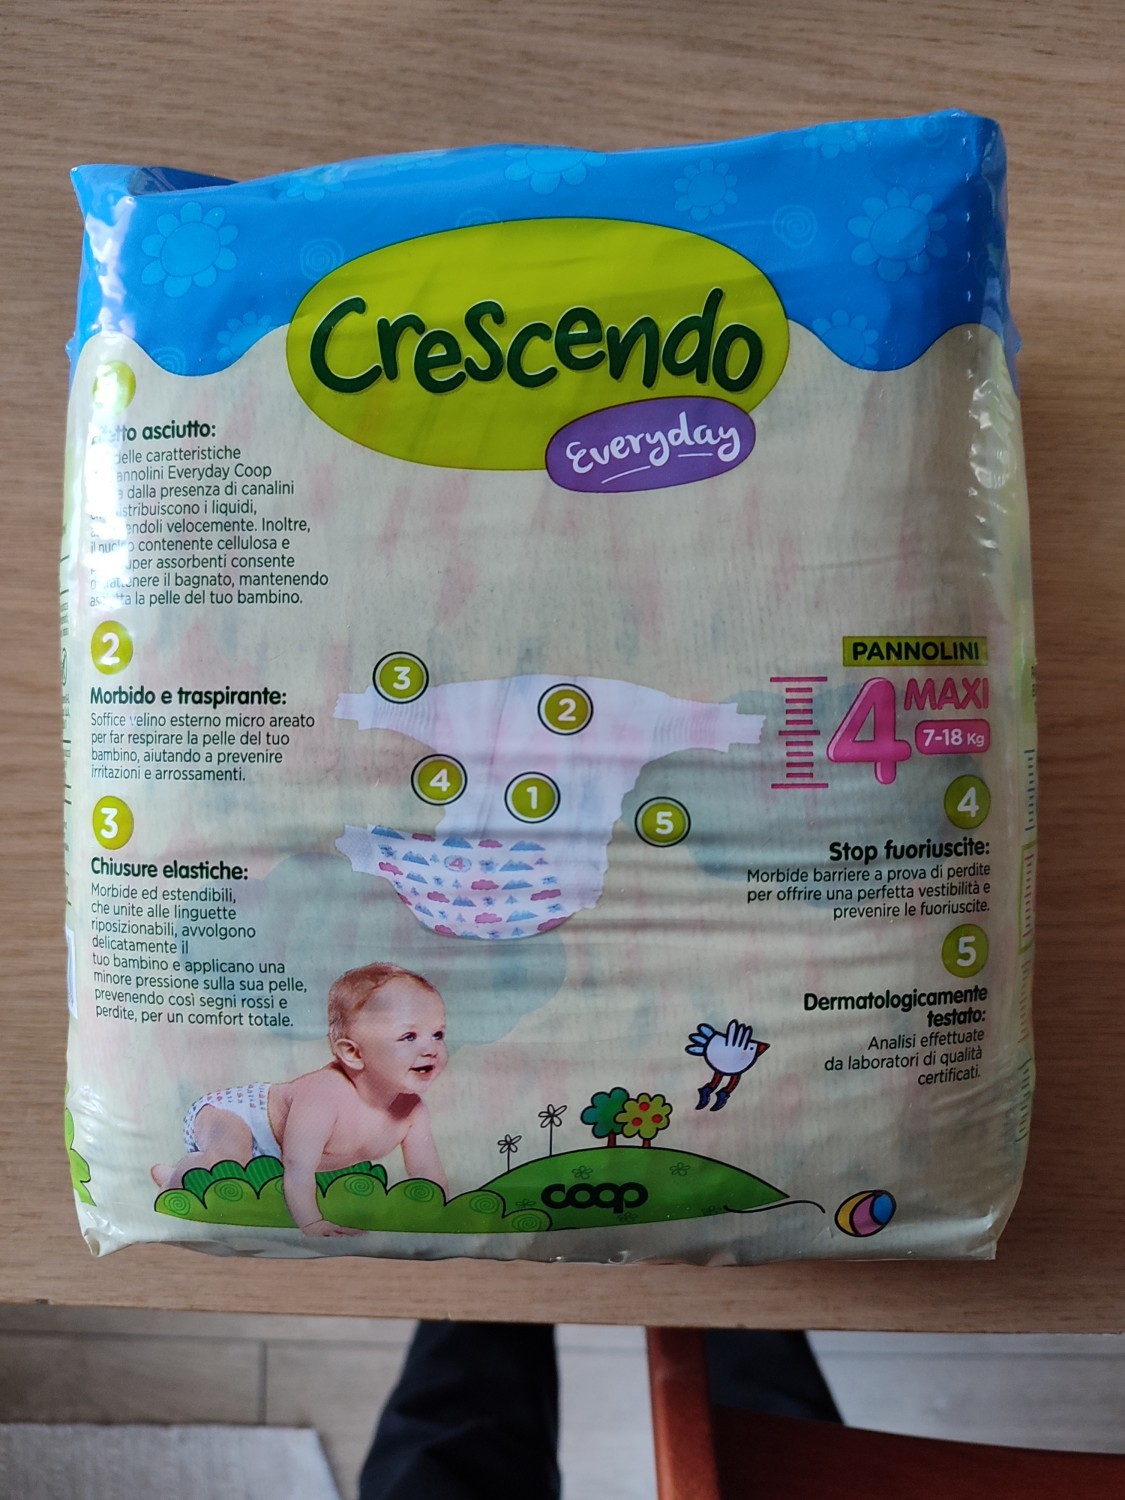 Crescendo
Everyday
asciutto:
delle caratteristiche
Everyday Coop
dalla presenza di canalini
i liquidi,
velocemente. Inoltre,
il contenente cellulosa e
assorbenti consente
il bagnato, mantenendo
la pelle del tuo bambino.
2
Morbido e traspirante:
Soffice velino esterno micro areato
per far respirare la pelle del tuo
bambino, aiutando a prevenire
irritazioni e arrossamenti.
3
Chiusure elastiche:
Morbide ed estendibili,
che unite alle linguette
riposizionabili, avvolgono
delicatamente il
tuo bambino e applicano una
minore pressione sulla sua pelle,
prevenendo così segni rossi e
perdite, per un comfort totale.
3
2
4
1
5
4
PANNOLINI
4 MAXI
7-18 Kg
4
Stop fuoriuscite:
Morbide barriere a prova di perdite
per offrire una perfetta vestibilità e
prevenire le fuoriuscite.
5
Dermatologicamente
testato:
Analisi effettuate
da laboratori di qualità
certificati.
coop